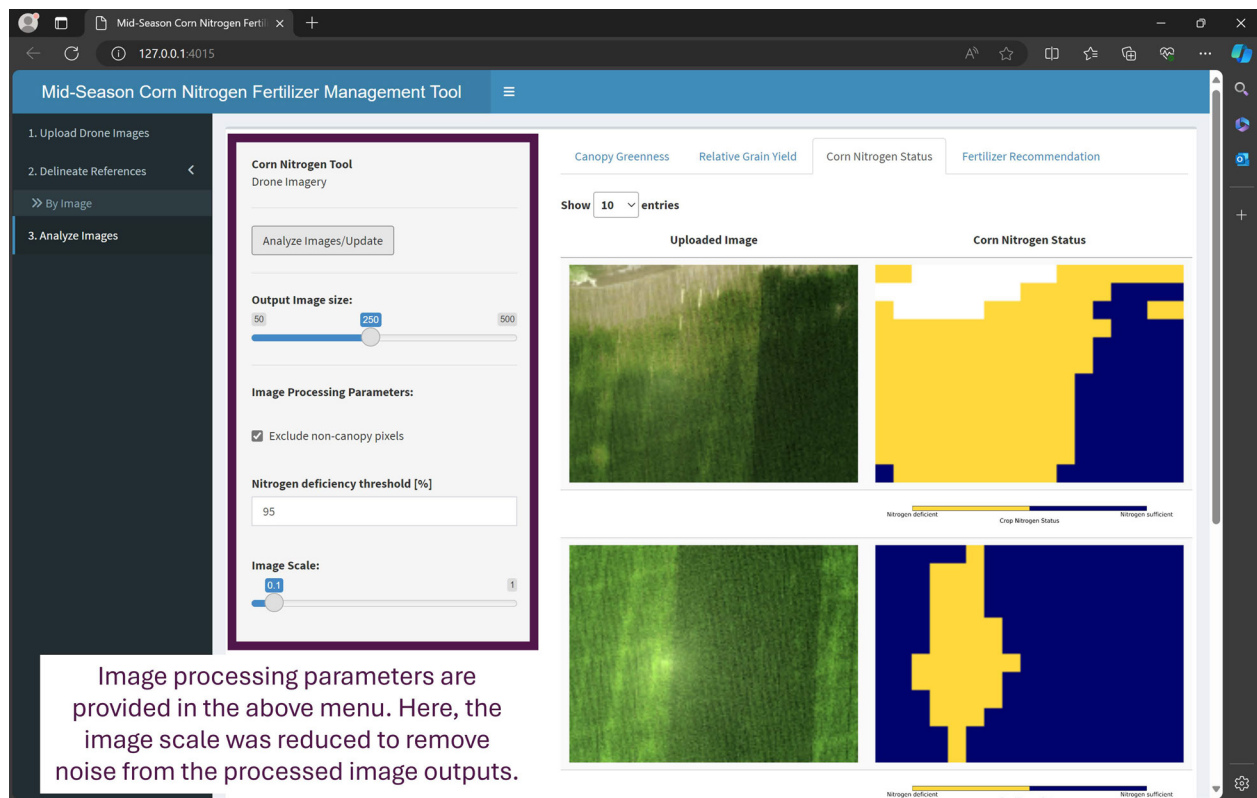 Mid-Season Corn Nitrogen Fertil
127.0.0.1:4015
Mid-Season Corn Nitrogen Fertilizer Management Tool
1. Upload Drone Images
2. Delineate References
By Image
3. Analyze Images
Corn Nitrogen Tool
Drone Imagery
Analyze Images/Update
Output Image size:
50 250 500
Image Processing Parameters:
Exclude non-canopy pixels
Nitrogen deficiency threshold [%]
95
Image Scale:
0.1 1
Canopy Greenness Relative Grain Yield Corn Nitrogen Status Fertilizer Recommendation
Show 10 entries
Uploaded Image Corn Nitrogen Status
Nitrogen deficient Nitrogen sufficient
Crop Nitrogen Status
Nitrogen deficient Nitrogen sufficient
Image processing parameters are
provided in the above menu. Here, the
image scale was reduced to remove
noise from the processed image outputs.